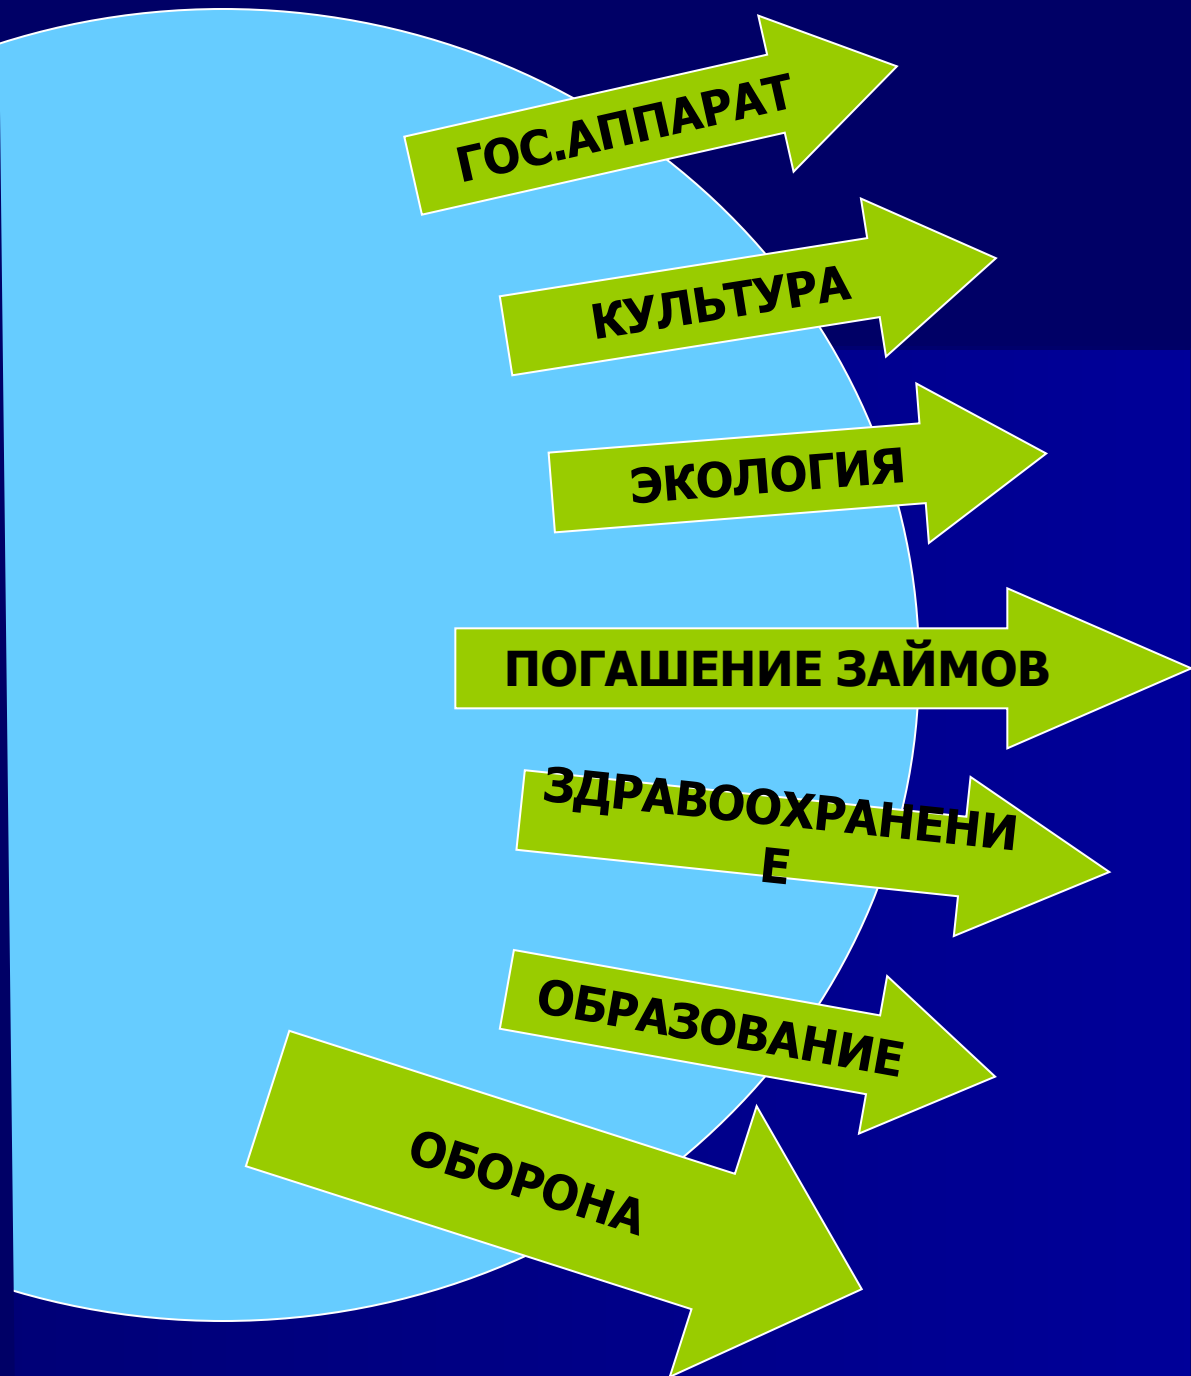 ГОС.АППАРАТ
КУЛЬТУРА
ЭКОЛОГИЯ
ПОГАШЕНИЕ ЗАЙМОВ
ЗДРАВООХРАНЕНИ
Е
ОБРАЗОВАНИЕ
ОБОРОНА